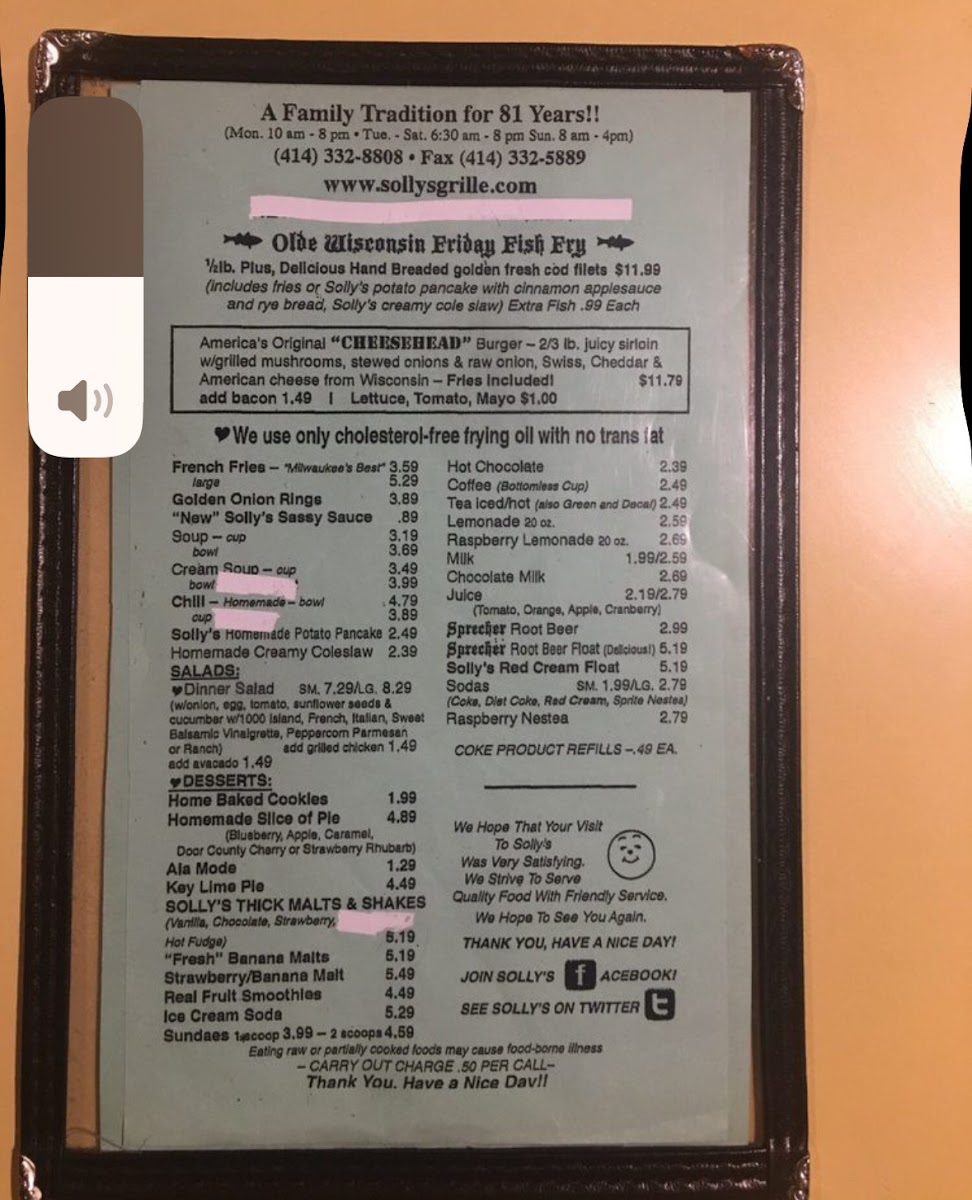 A Family Tradition for 81 Years!!
(Mon. 10 am - 8 pm • Tue. - Sat. 6:30 am - 8 pm Sun. 8 am - 4pm)
(414) 332-8808 • Fax (414) 332-5889
www.sollysgrille.com
Olde Wisconsin Friday Fish Fry
½lb. Plus, Delicious Hand Breaded golden fresh cod filets $11.99
(includes fries or Solly's potato pancake with cinnamon applesauce
and rye bread, Solly's creamy cole slaw) Extra Fish .99 Each
America's Original "CHEESEHEAD" Burger – 2/3 lb. juicy sirloin
w/grilled mushrooms, stewed onions & raw onion, Swiss, Cheddar &
American cheese from Wisconsin – Fries Included! $11.79
add bacon 1.49 | Lettuce, Tomato, Mayo $1.00
♥We use only cholesterol-free frying oil with no trans fat
French Fries – "Milwaukee's Best" 3.59
large 5.29
Golden Onion Rings 3.89
"New" Solly's Sassy Sauce .89
Soup – cup 3.19
bowl 3.69
Cream Soup – cup 3.49
bowl 3.99
Chili – Homemade – bowl 4.79
cup 3.89
Solly's Homemade Potato Pancake 2.49
Homemade Creamy Coleslaw 2.39
SALADS:
♥Dinner Salad SM. 7.29/LG. 8.29
(w/onion, egg, tomato, sunflower seeds &
cucumber w/1000 Island, French, Italian, Sweet
Balsamic Vinaigrette, Peppercorn Parmesan
or Ranch) add grilled chicken 1.49
add avacado 1.49
♥DESSERTS:
Home Baked Cookies 1.99
Homemade Slice of Pie 4.89
(Blueberry, Apple, Caramel,
Door County Cherry or Strawberry Rhubarb)
Ala Mode 1.29
Key Lime Pie 4.49
SOLLY'S THICK MALTS & SHAKES
(Vanilla, Chocolate, Strawberry,
Hot Fudge) 5.19
"Fresh" Banana Malts 5.19
Strawberry/Banana Malt 5.49
Real Fruit Smoothies 4.49
Ice Cream Soda 5.29
Sundaes 1 scoop 3.99 – 2 scoops 4.59
Hot Chocolate 2.39
Coffee (Bottomless Cup) 2.49
Tea iced/hot (also Green and Decaf) 2.49
Lemonade 20 oz. 2.59
Raspberry Lemonade 20 oz. 2.69
Milk 1.99/2.59
Chocolate Milk 2.69
Juice 2.19/2.79
(Tomato, Orange, Apple, Cranberry)
Sprecher Root Beer 2.99
Sprecher Root Beer Float (Delicious!) 5.19
Solly's Red Cream Float 5.19
Sodas SM. 1.99/LG. 2.79
(Coke, Diet Coke, Red Cream, Sprite Nestea)
Raspberry Nestea 2.79
COKE PRODUCT REFILLS –.49 EA.
We Hope That Your Visit
To Solly's
Was Very Satisfying.
We Strive To Serve
Quality Food With Friendly Service.
We Hope To See You Again.
THANK YOU, HAVE A NICE DAY!
JOIN SOLLY'S f ACEBOOK!
SEE SOLLY'S ON TWITTER t
Eating raw or partially cooked foods may cause food-borne illness
– CARRY OUT CHARGE .50 PER CALL–
Thank You. Have a Nice Day!!